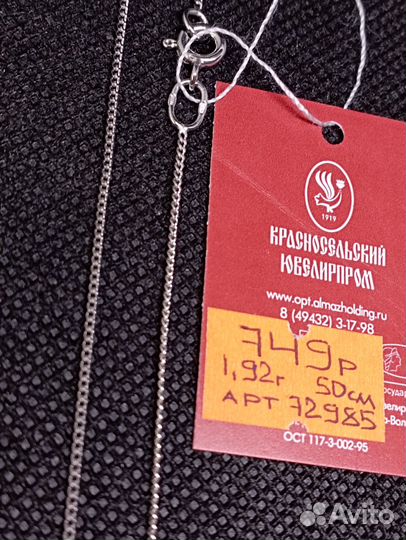 1919
КРАСНОСЕЛЬСКИЙ
ЮВЕЛИРПРОМ
www.opt.almazholding.ru
8 (49432) 3-17-98
749р
1,92г 50см
АРТ 72985
ОСТ 117-3-002-95
Avito